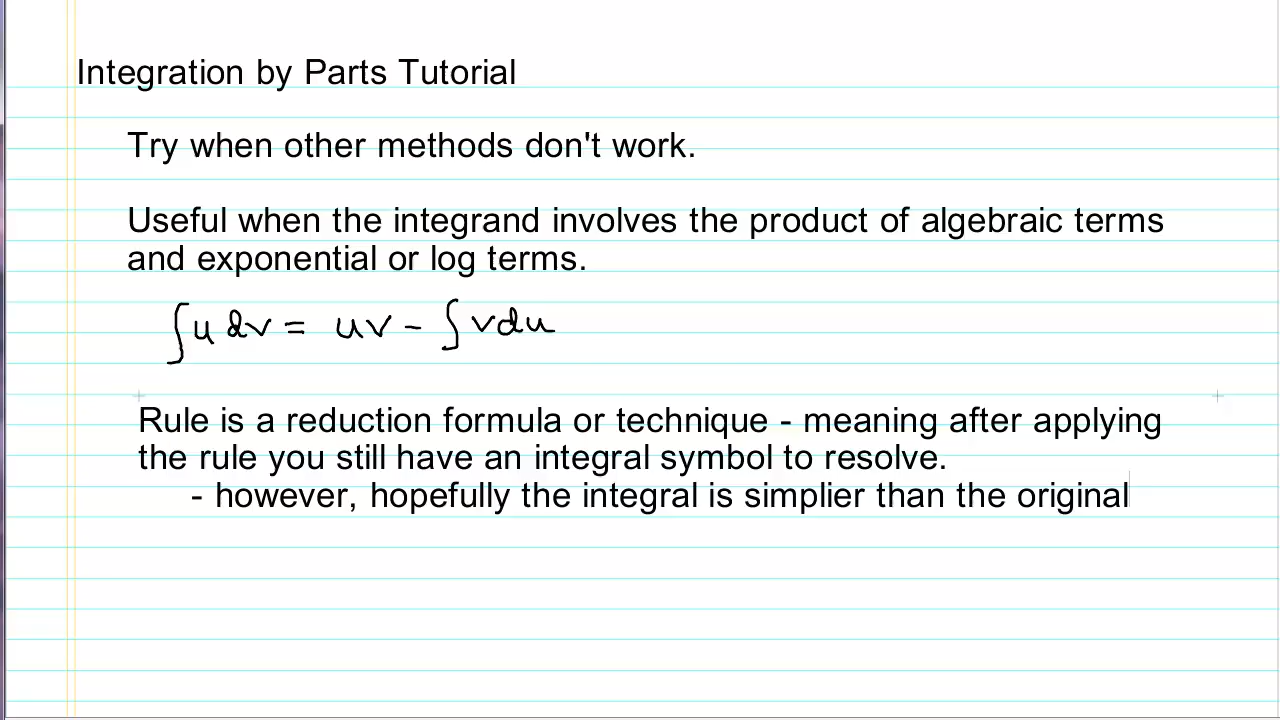 Integration by Parts Tutorial
Try when other methods don't work.
Useful when the integrand involves the product of algebraic terms
and exponential or log terms.
∫u dv = uv - ∫v du
Rule is a reduction formula or technique - meaning after applying
the rule you still have an integral symbol to resolve.
- however, hopefully the integral is simplier than the original